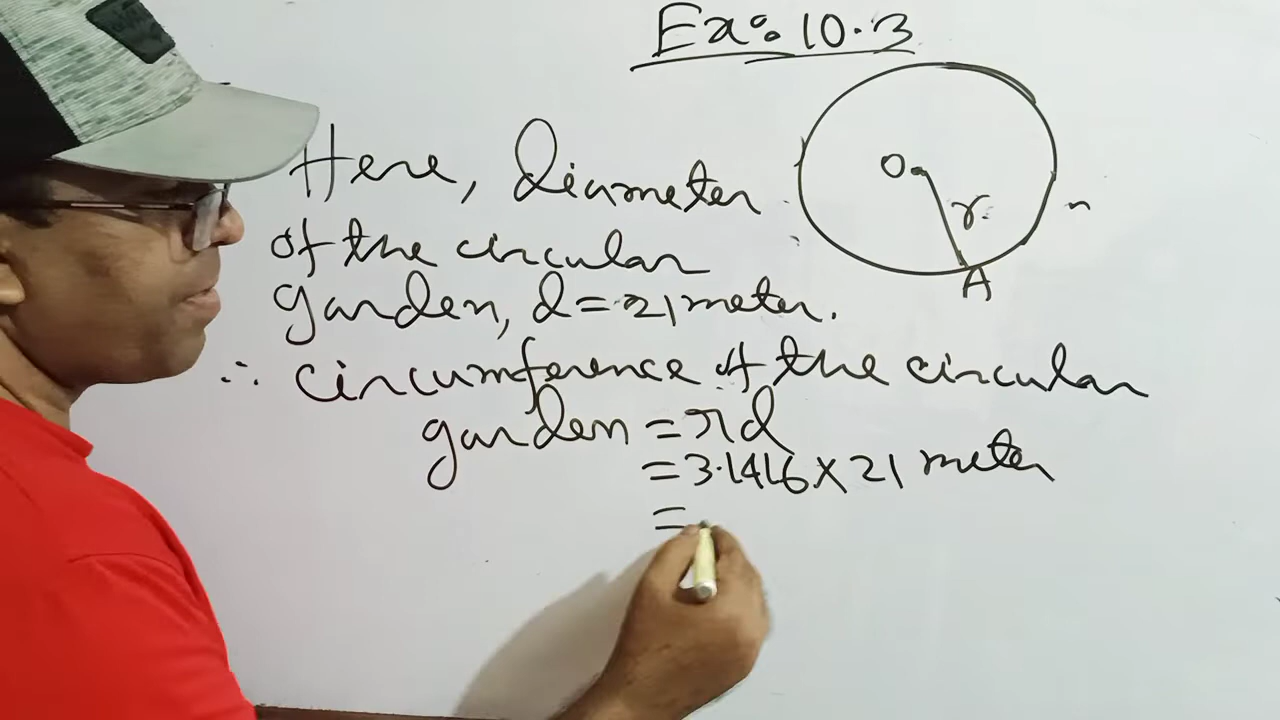 Ex: 10.3
O
r
A
Here, Diameter
of the circular
garden, d = 21 meter.
∴ circumference of the circular
garden = πd
= 3.1416 × 21 meter
=